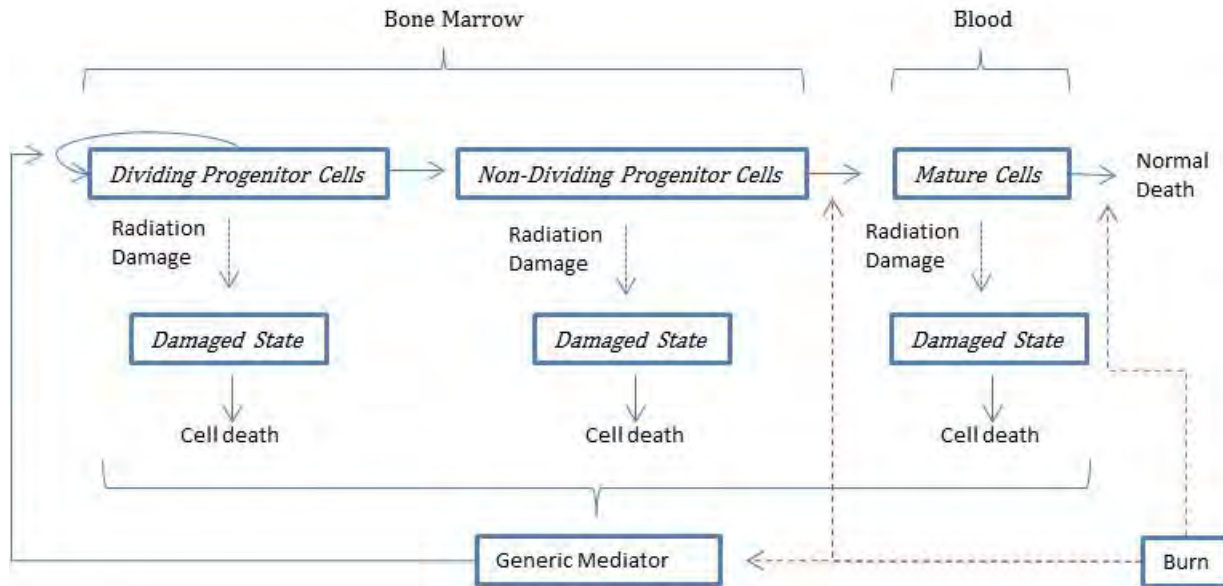 Bone Marrow
Blood
Dividing Progenitor Cells
Non-Dividing Progenitor Cells
Mature Cells
Normal
Death
Radiation
Damage
Radiation
Damage
Radiation
Damage
Damaged State
Damaged State
Damaged State
Cell death
Cell death
Cell death
Generic Mediator
Burn